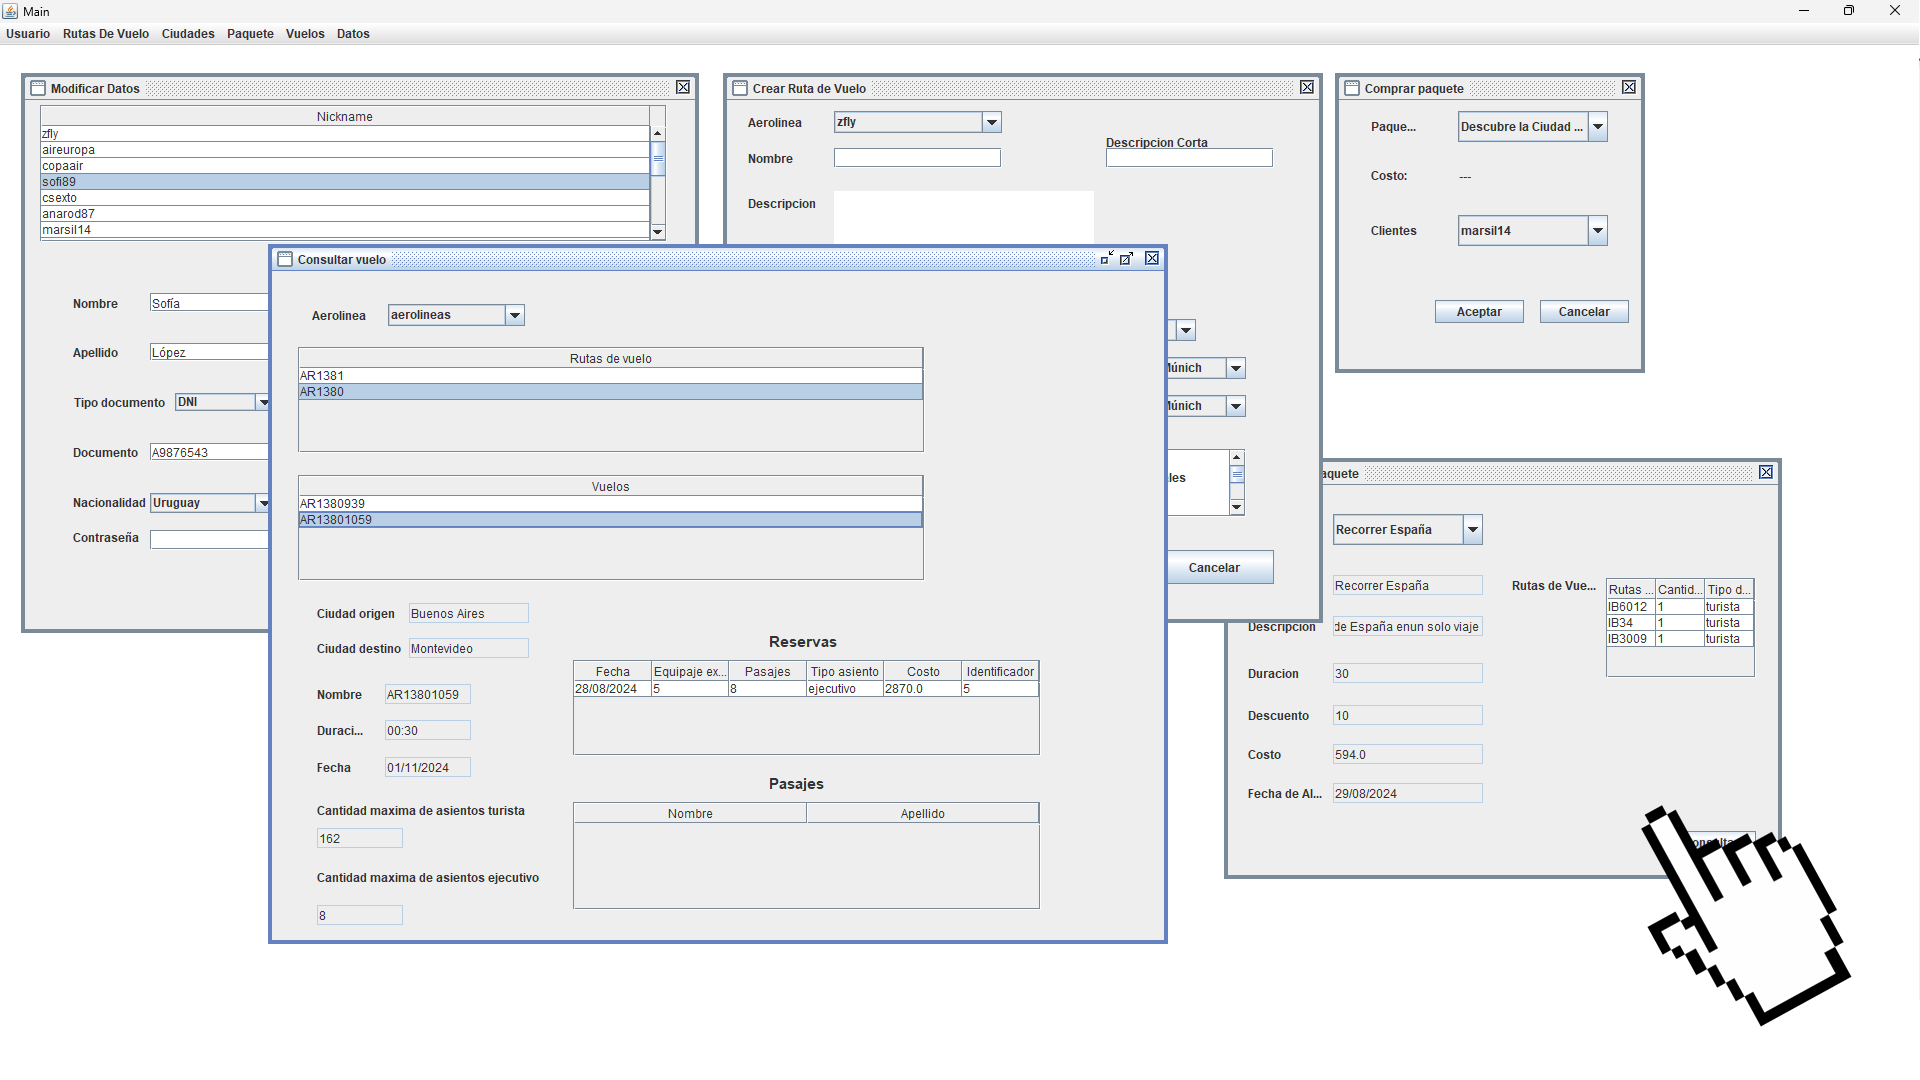 Main
Usuario Rutas De Vuelo Ciudades Paquete Vuelos Datos
Modificar Datos
Nickname
zfly
aireuropa
copaair
sofi89
csexto
anarod87
marsil14
Nombre Sofía
Apellido López
Tipo documento DNI
Documento A9876543
Nacionalidad Uruguay
Contraseña
Crear Ruta de Vuelo
Aerolinea zfly
Nombre
Descripcion Corta
Descripcion
Cancelar
Comprar paquete
Paque... Descubre la Ciudad ...
Costo: ---
Clientes marsil14
Aceptar Cancelar
Consultar vuelo
Aerolinea aerolineas
Rutas de vuelo
AR1381
AR1380
Vuelos
AR1380939
AR13801059
Ciudad origen Buenos Aires
Ciudad destino Montevideo
Nombre AR13801059
Duraci... 00:30
Fecha 01/11/2024
Cantidad maxima de asientos turista
162
Cantidad maxima de asientos ejecutivo
8
Reservas
Fecha Equipaje ex... Pasajes Tipo asiento Costo Identificador
28/08/2024 5 8 ejecutivo 2870.0 5
Pasajes
Nombre Apellido
Recorrer España
Recorrer España
Descripcion de España enun solo viaje
Duracion 30
Descuento 10
Costo 594.0
Fecha de Al... 29/08/2024
Rutas de Vue...
Rutas ... Cantid... Tipo d...
IB6012 1 turista
IB34 1 turista
IB3009 1 turista